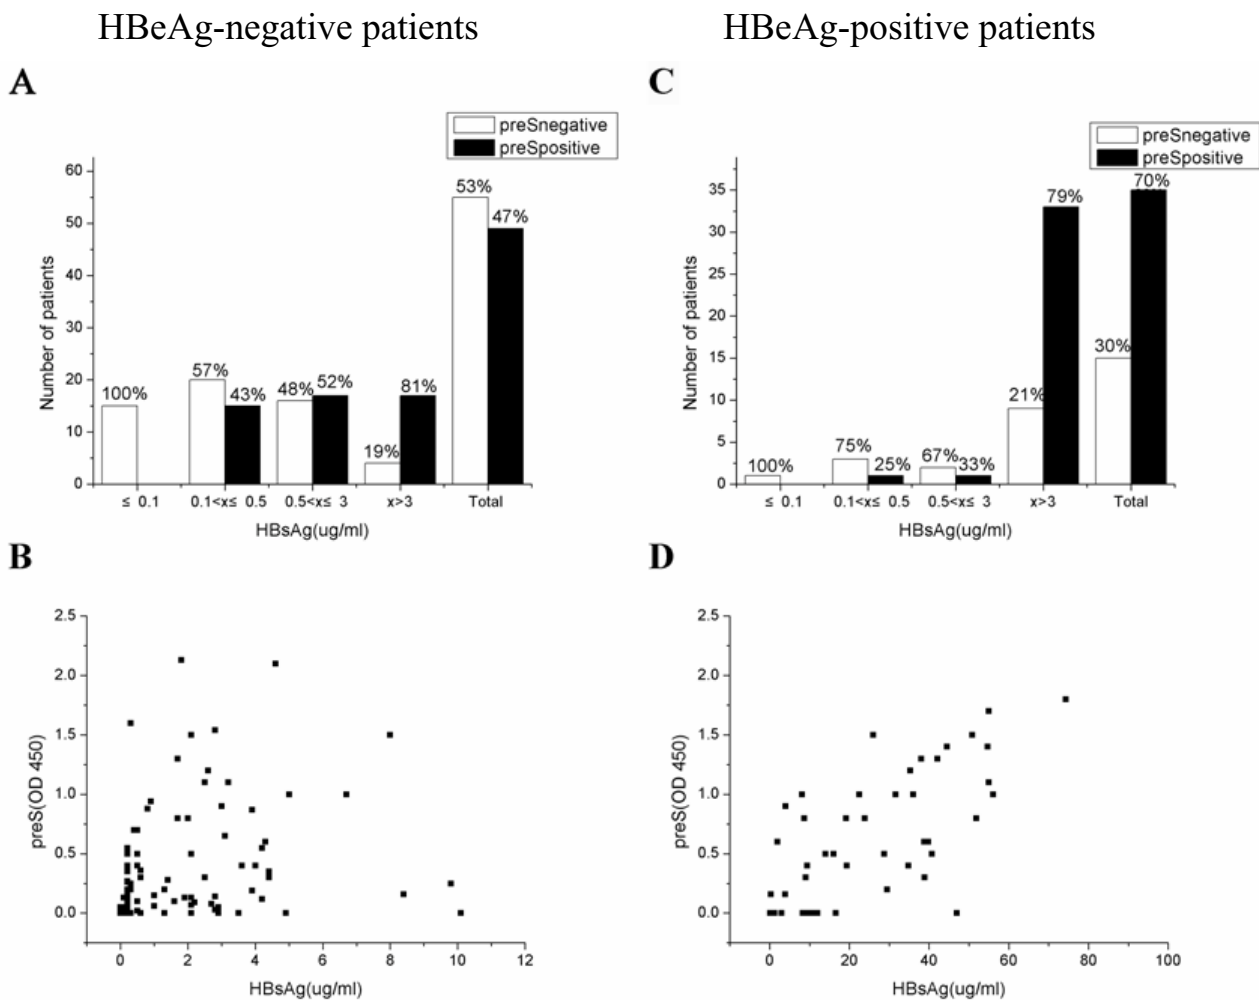 HBeAg-negative patients
HBeAg-positive patients
A
preSnegative
preSpositive
Number of patients
60
50
40
30
20
10
0
100%
57%
43%
48%
52%
19%
81%
53%
47%
≤ 0.1
0.1<x≤ 0.5
0.5<x≤ 3
x>3
Total
HBsAg(ug/ml)
C
preSnegative
preSpositive
Number of patients
35
30
25
20
15
10
5
0
100%
75%
25%
67%
33%
21%
79%
30%
70%
≤ 0.1
0.1<x≤ 0.5
0.5<x≤ 3
x>3
Total
HBsAg(ug/ml)
B
preS(OD 450)
2.5
2.0
1.5
1.0
0.5
0.0
0
2
4
6
8
10
12
HBsAg(ug/ml)
D
preS(OD 450)
2.5
2.0
1.5
1.0
0.5
0.0
0
20
40
60
80
100
HBsAg(ug/ml)